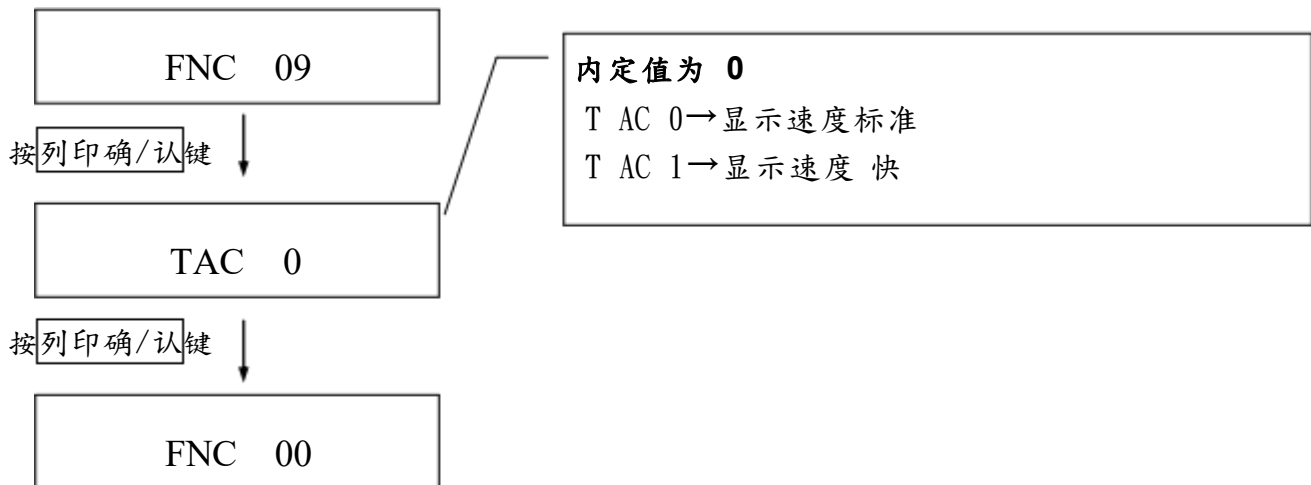 FNC 09
按列印确/认键
TAC 0
按列印确/认键
FNC 00
内定值为 0
T AC 0→显示速度标准
T AC 1→显示速度 快